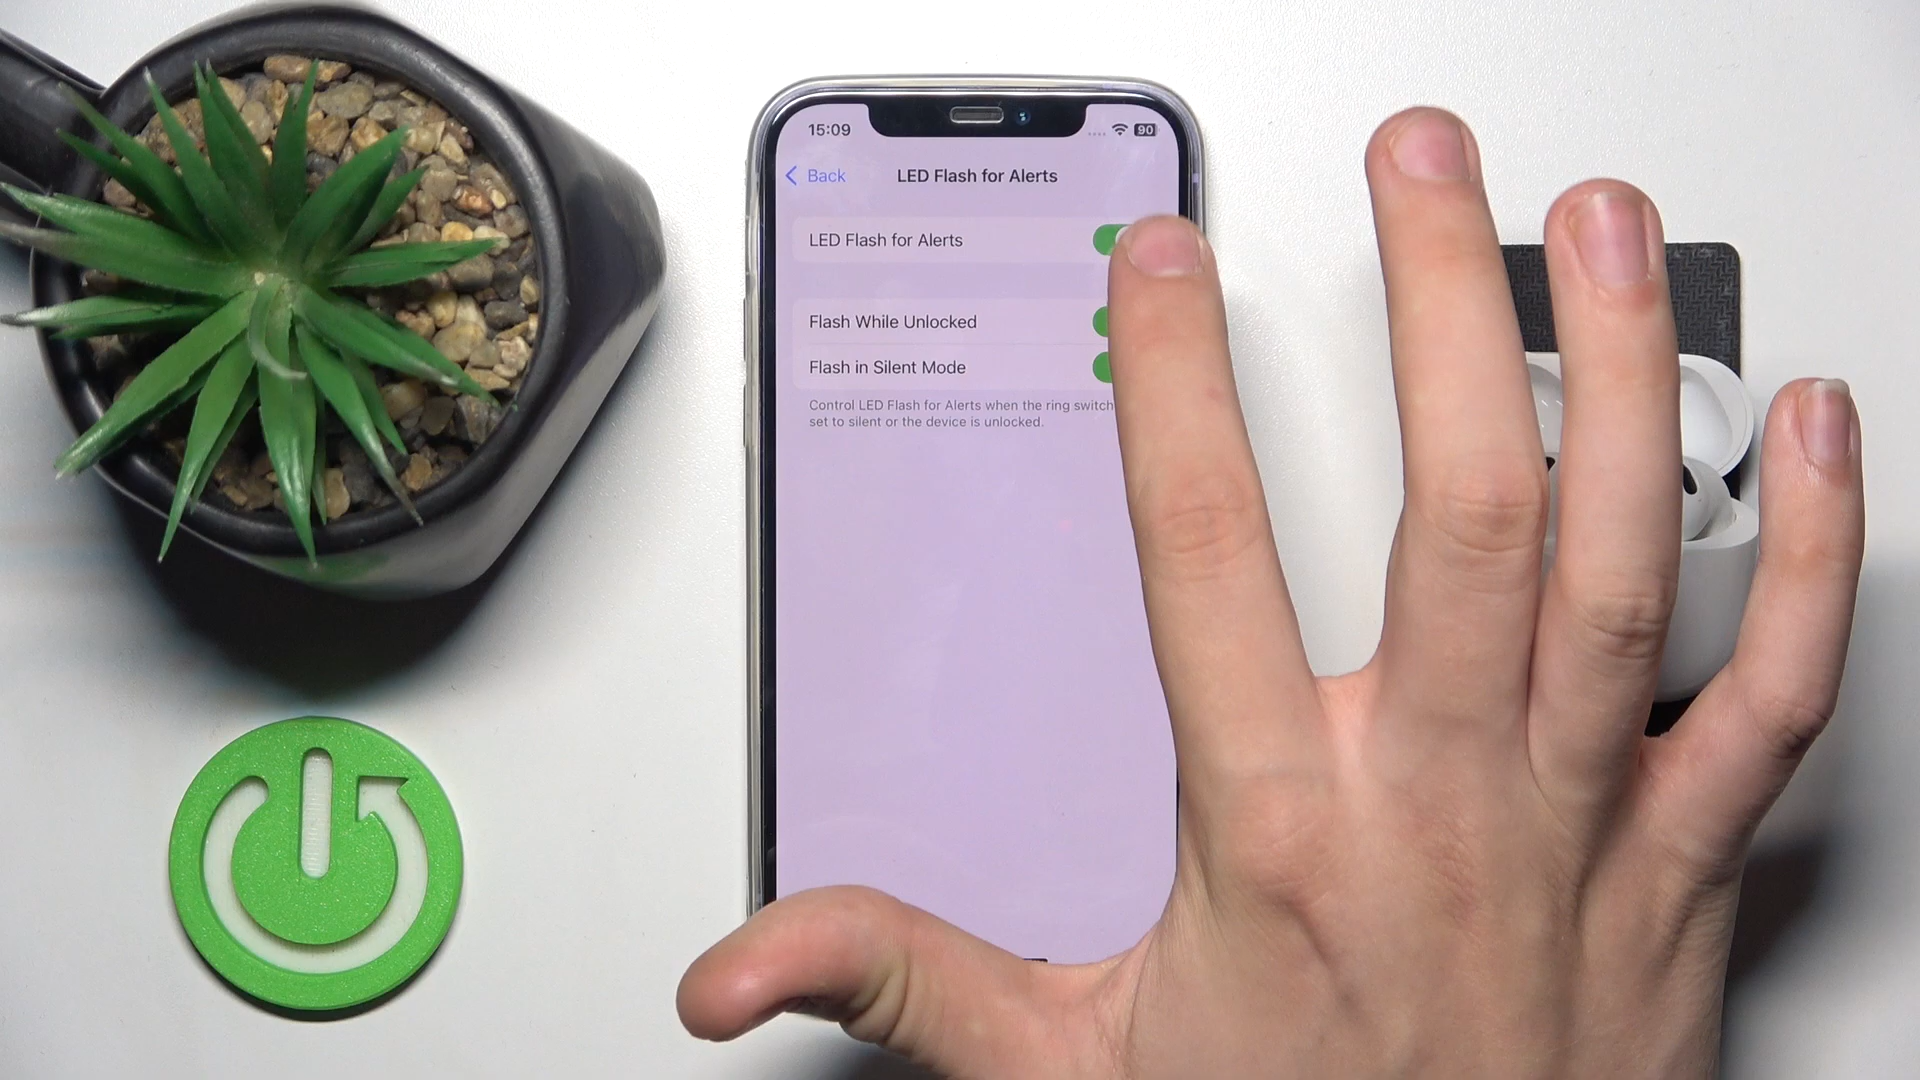 15:09
90
Back
LED Flash for Alerts
LED Flash for Alerts
Flash While Unlocked
Flash in Silent Mode
Control LED Flash for Alerts when the ring switch
set to silent or the device is unlocked.